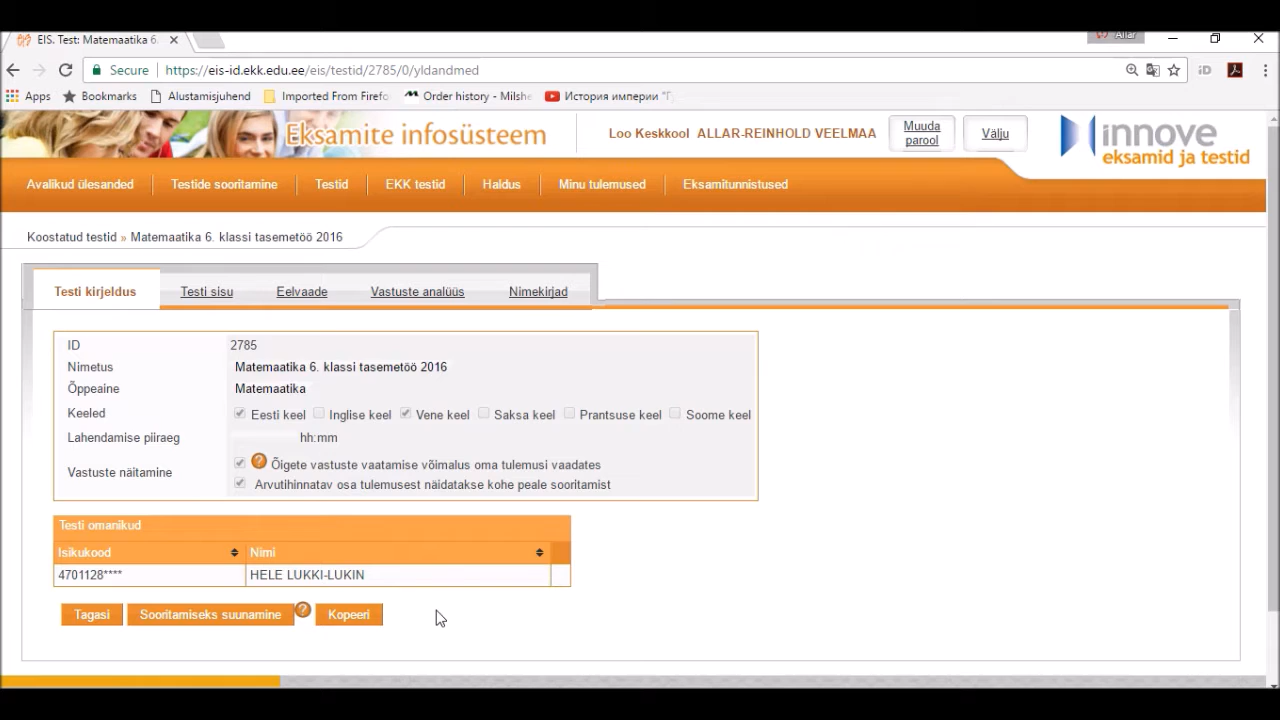 EIS. Test: Matemaatika 6.
Allar
Secure https://eis-id.ekk.edu.ee/eis/testid/2785/0/yldandmed
Apps Bookmarks Alustamisjuhend Imported From Firefo Order history - Milshe История империи "Г
Eksamite infosüsteem Loo Keskkool ALLAR-REINHOLD VEELMAA Muuda parool Välju innove eksamid ja testid
Avalikud ülesanded Testide sooritamine Testid EKK testid Haldus Minu tulemused Eksamitunnistused
Koostatud testid » Matemaatika 6. klassi tasemetöö 2016
Testi kirjeldus Testi sisu Eelvaade Vastuste analüüs Nimekirjad
ID 2785
Nimetus Matemaatika 6. klassi tasemetöö 2016
Õppeaine Matemaatika
Keeled Eesti keel Inglise keel Vene keel Saksa keel Prantsuse keel Soome keel
Lahendamise piiraeg hh:mm
Vastuste näitamine ? Õigete vastuste vaatamise võimalus oma tulemusi vaadates
Arvutihinnatav osa tulemusest näidatakse kohe peale sooritamist
Testi omanikud
Isikukood Nimi
4701128**** HELE LUKKI-LUKIN
Tagasi Sooritamiseks suunamine ? Kopeeri